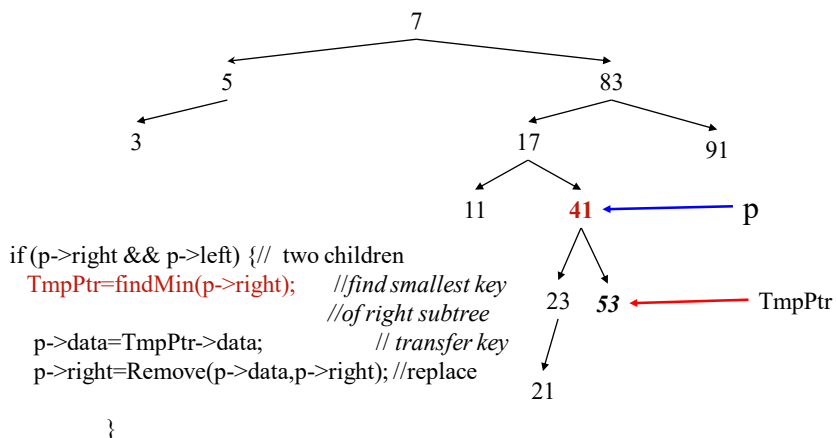 7
5 83
3 17 91
11 41 p
if (p->right && p->left) {// two children
TmpPtr=findMin(p->right); //find smallest key
23 53 TmpPtr
//of right subtree
p->data=TmpPtr->data; // transfer key
p->right=Remove(p->data,p->right); //replace
21
}